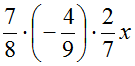 7/8 · (−4/9) · 2/7 x